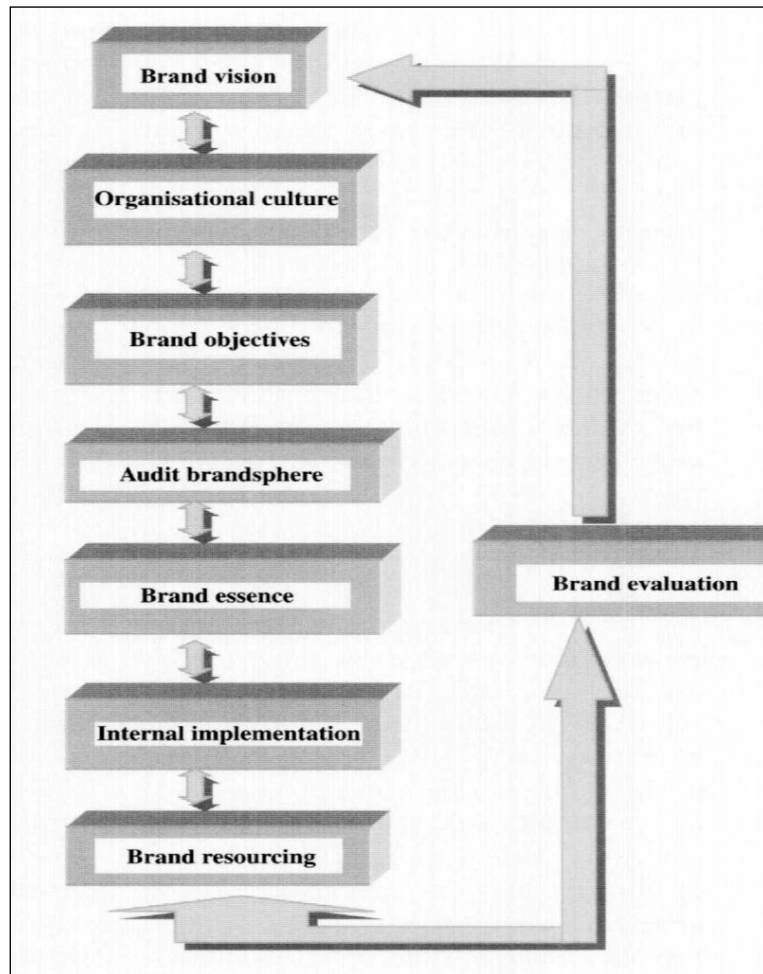 Brand vision
Organisational culture
Brand objectives
Audit brandsphere
Brand essence
Brand evaluation
Internal implementation
Brand resourcing